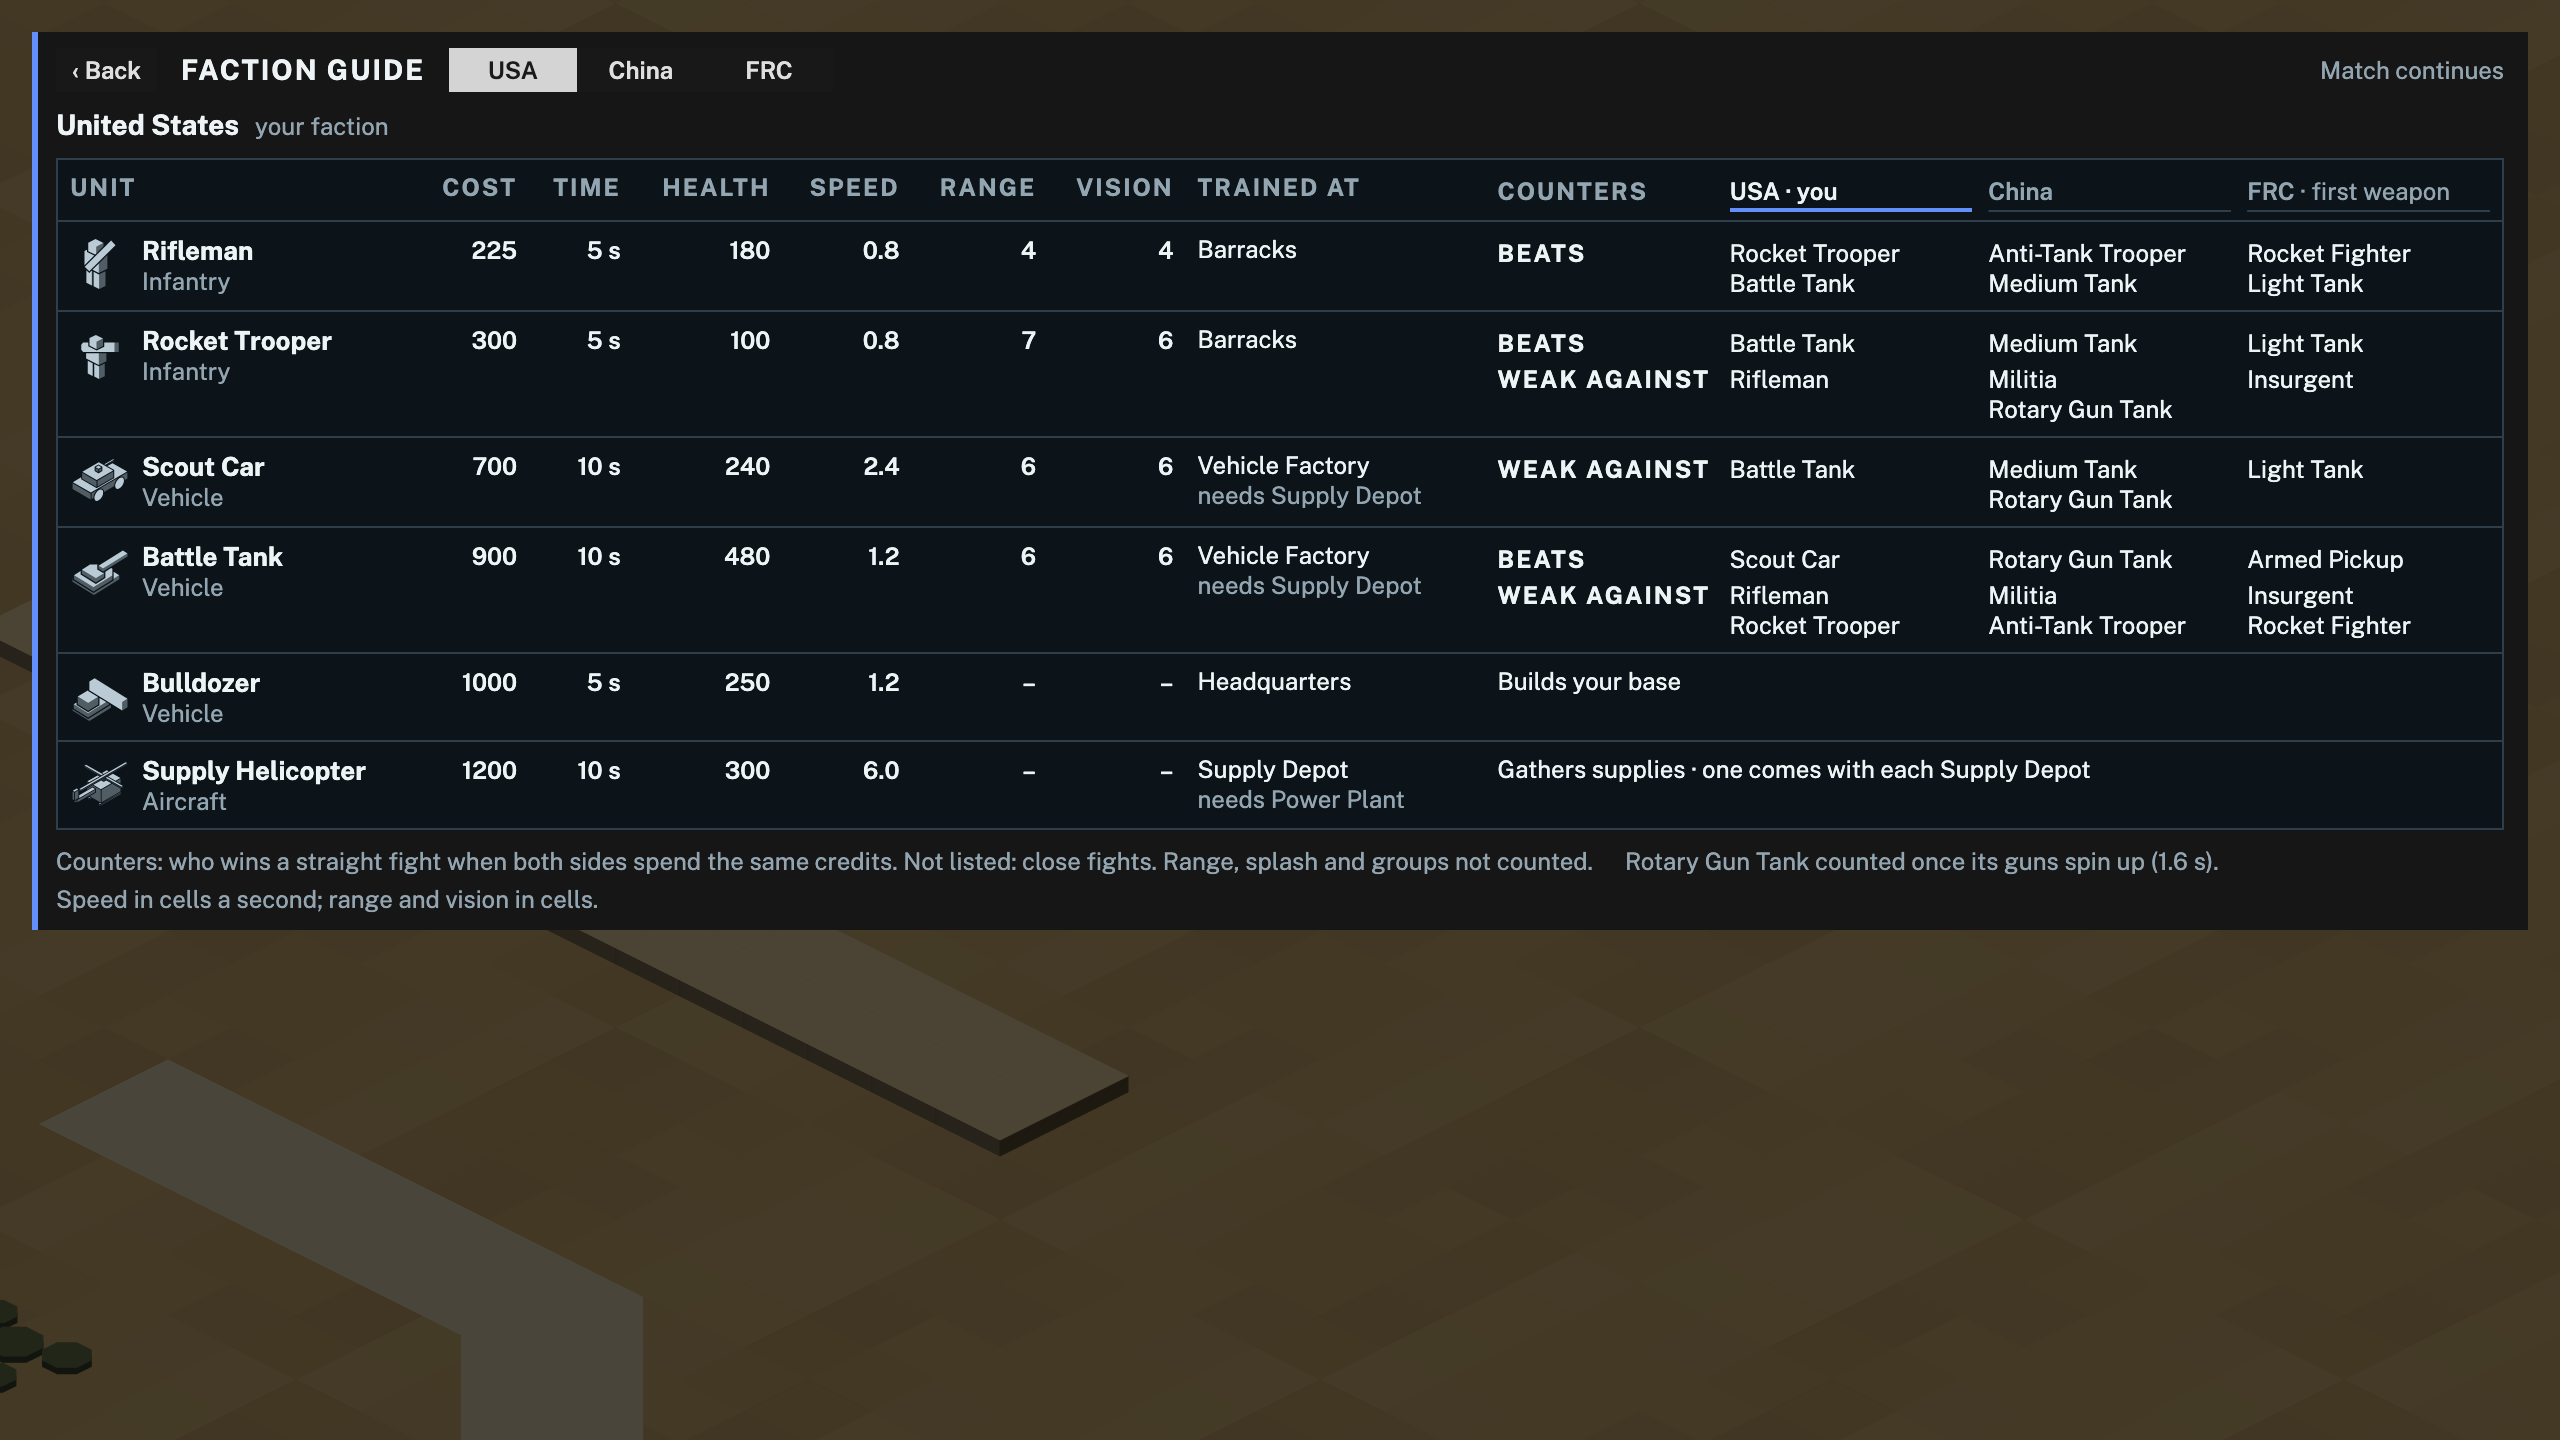 ‹ Back FACTION GUIDE USA China FRC Match continues
United States your faction
UNIT COST TIME HEALTH SPEED RANGE VISION TRAINED AT COUNTERS USA · you China FRC · first weapon
Rifleman 225 5 s 180 0.8 4 4 Barracks BEATS Rocket Trooper Anti-Tank Trooper Rocket Fighter
Infantry Battle Tank Medium Tank Light Tank
Rocket Trooper 300 5 s 100 0.8 7 6 Barracks BEATS Battle Tank Medium Tank Light Tank
Infantry WEAK AGAINST Rifleman Militia Insurgent
Rotary Gun Tank
Scout Car 700 10 s 240 2.4 6 6 Vehicle Factory WEAK AGAINST Battle Tank Medium Tank Light Tank
Vehicle needs Supply Depot Rotary Gun Tank
Battle Tank 900 10 s 480 1.2 6 6 Vehicle Factory BEATS Scout Car Rotary Gun Tank Armed Pickup
Vehicle needs Supply Depot WEAK AGAINST Rifleman Militia Insurgent
Rocket Trooper Anti-Tank Trooper Rocket Fighter
Bulldozer 1000 5 s 250 1.2 – – Headquarters Builds your base
Vehicle
Supply Helicopter 1200 10 s 300 6.0 – – Supply Depot Gathers supplies · one comes with each Supply Depot
Aircraft needs Power Plant
Counters: who wins a straight fight when both sides spend the same credits. Not listed: close fights. Range, splash and groups not counted. Rotary Gun Tank counted once its guns spin up (1.6 s).
Speed in cells a second; range and vision in cells.